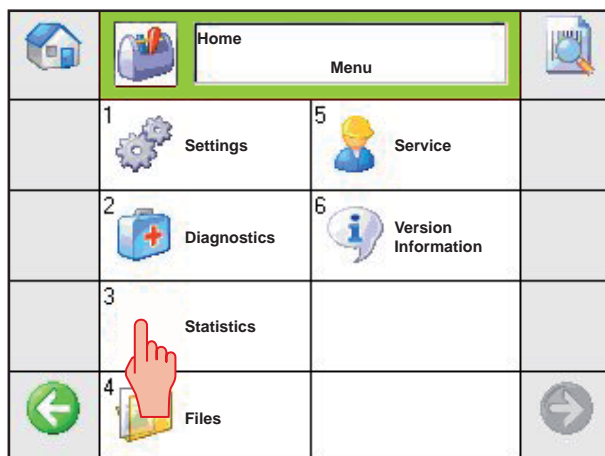 Home
Menu
1
Settings
5
Service
2
Diagnostics
6
Version
Information
3
Statistics
4
Files